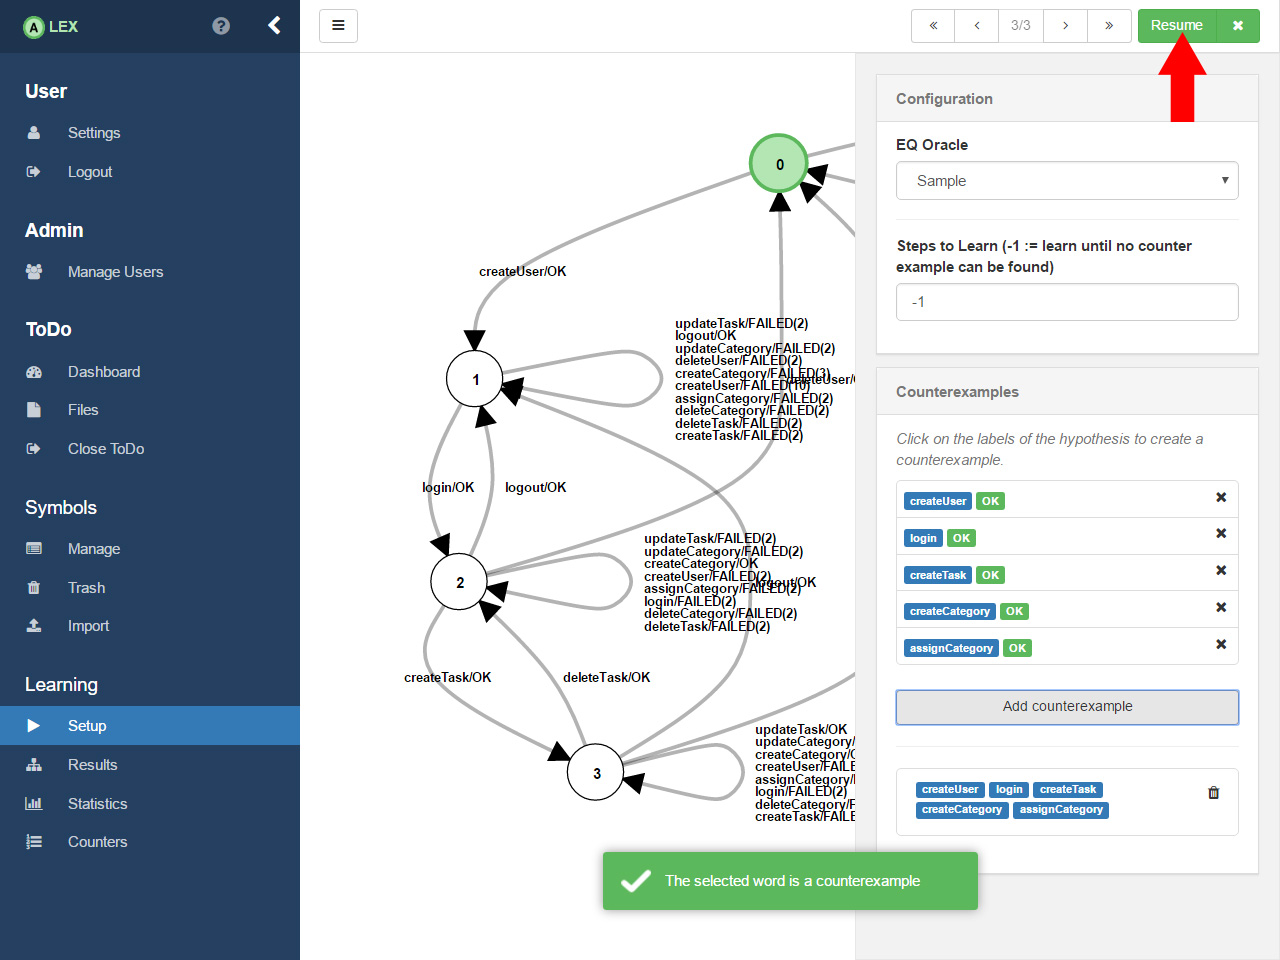 A LEX
?
User
Settings
Logout
Admin
Manage Users
ToDo
Dashboard
Files
Close ToDo
Symbols
Manage
Trash
Import
Learning
Setup
Results
Statistics
Counters
3/3
Resume
0
createUser/OK
updateTask/FAILED(2)
logout/OK
updateCategory/FAILED(2)
deleteUser/FAILED(2)
createCategory/FAILED(3)
createUser/FAILED(10)
deleteUser/
assignCategory/FAILED(2)
deleteCategory/FAILED(2)
deleteTask/FAILED(2)
createTask/FAILED(2)
1
login/OK
logout/OK
updateTask/FAILED(2)
updateCategory/FAILED(2)
createCategory/OK
createUser/FAILED(2)
logout/OK
assignCategory/FAILED(2)
login/FAILED(2)
deleteCategory/FAILED(2)
deleteTask/FAILED(2)
2
createTask/OK
deleteTask/OK
updateTask/OK
updateCategory/
createCategory/
createUser/FAILE
assignCategory/
login/FAILED(2)
deleteCategory/F
createTask/FAILE
3
Configuration
EQ Oracle
Sample
Steps to Learn (-1 := learn until no counter
example can be found)
-1
Counterexamples
Click on the labels of the hypothesis to create a
counterexample.
createUser OK
login OK
createTask OK
createCategory OK
assignCategory OK
Add counterexample
createUser login createTask
createCategory assignCategory
The selected word is a counterexample